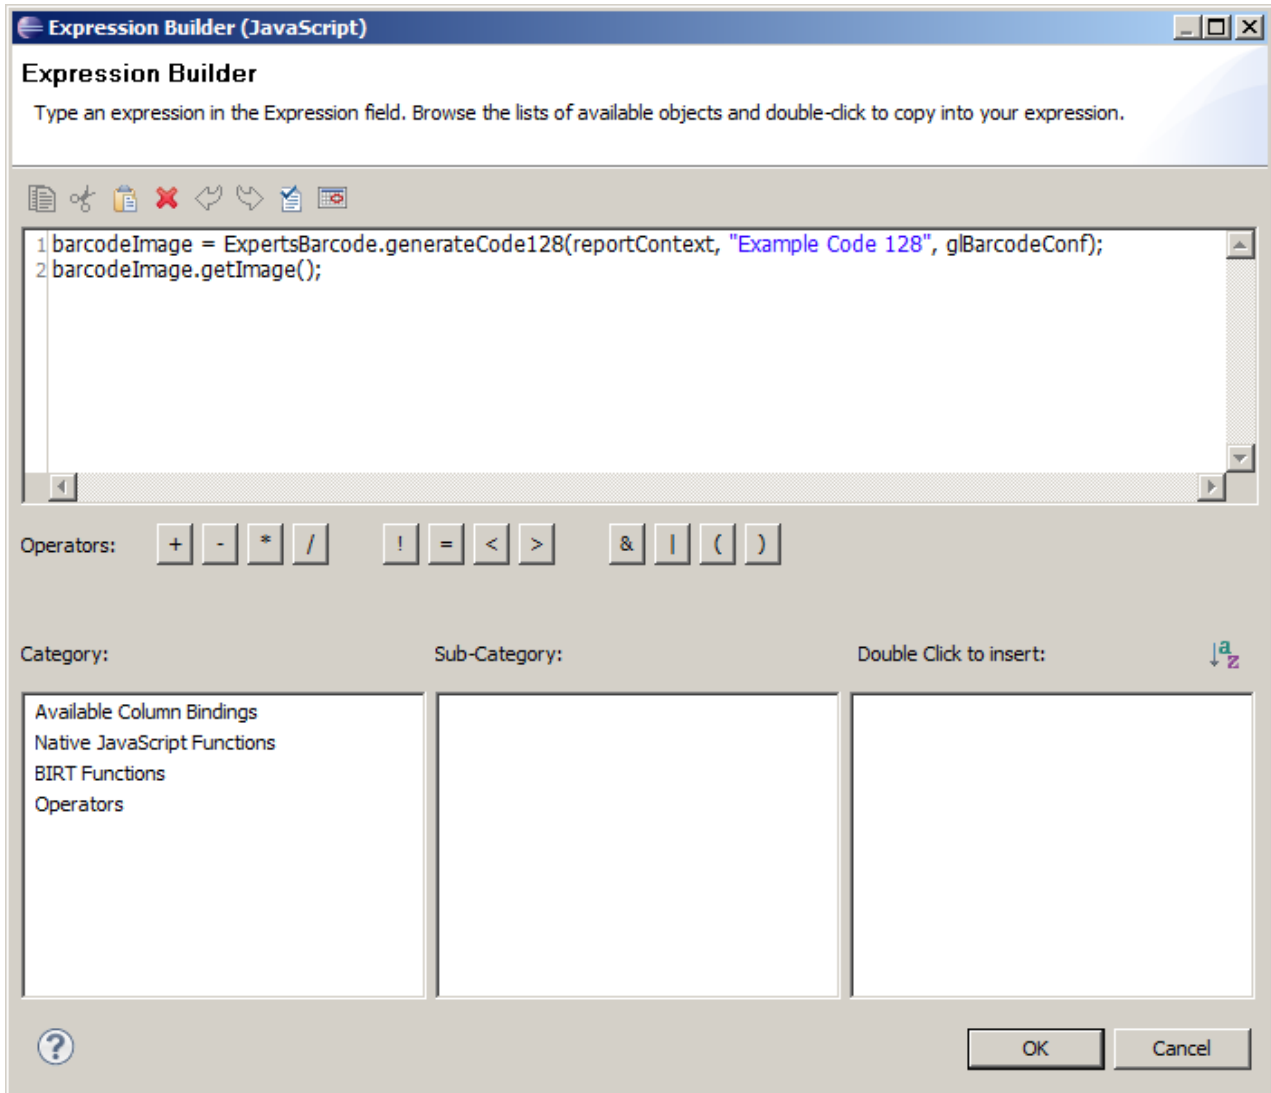 Expression Builder (JavaScript)
Expression Builder
Type an expression in the Expression field. Browse the lists of available objects and double-click to copy into your expression.
1 barcodeImage = ExpertsBarcode.generateCode128(reportContext, "Example Code 128", glBarcodeConf);
2 barcodeImage.getImage();
Operators: + - * / ! = < > & | ( )
Category: Sub-Category: Double Click to insert: a z
Available Column Bindings
Native JavaScript Functions
BIRT Functions
Operators
? OK Cancel